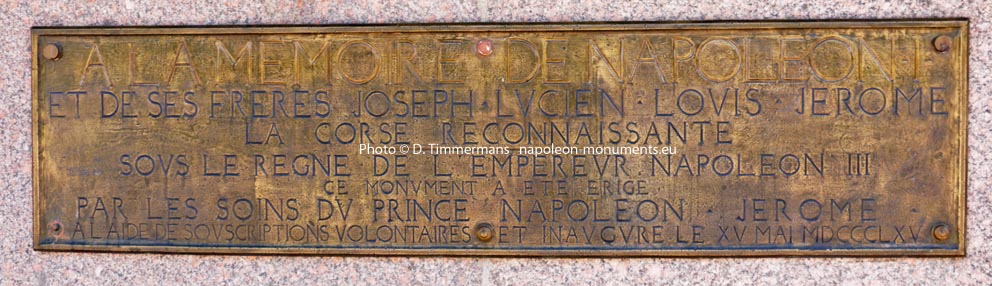 A LA MEMOIRE DE NAPOLEON I
ET DE SES FRERES JOSEPH · LVCIEN · LOVIS · JEROME
LA CORSE RECONNAISSANTE
Photo © D. Timmermans napoleon-monuments.eu
SOVS LE REGNE DE L'EMPEREVR NAPOLEON III
CE MONVMENT A ETE ERIGE
PAR LES SOINS DV PRINCE NAPOLEON · JEROME ·
A L AIDE DE SOVSCRIPTIONS VOLONTAIRES ET INAVGVRE LE XV MAI MDCCCLXV